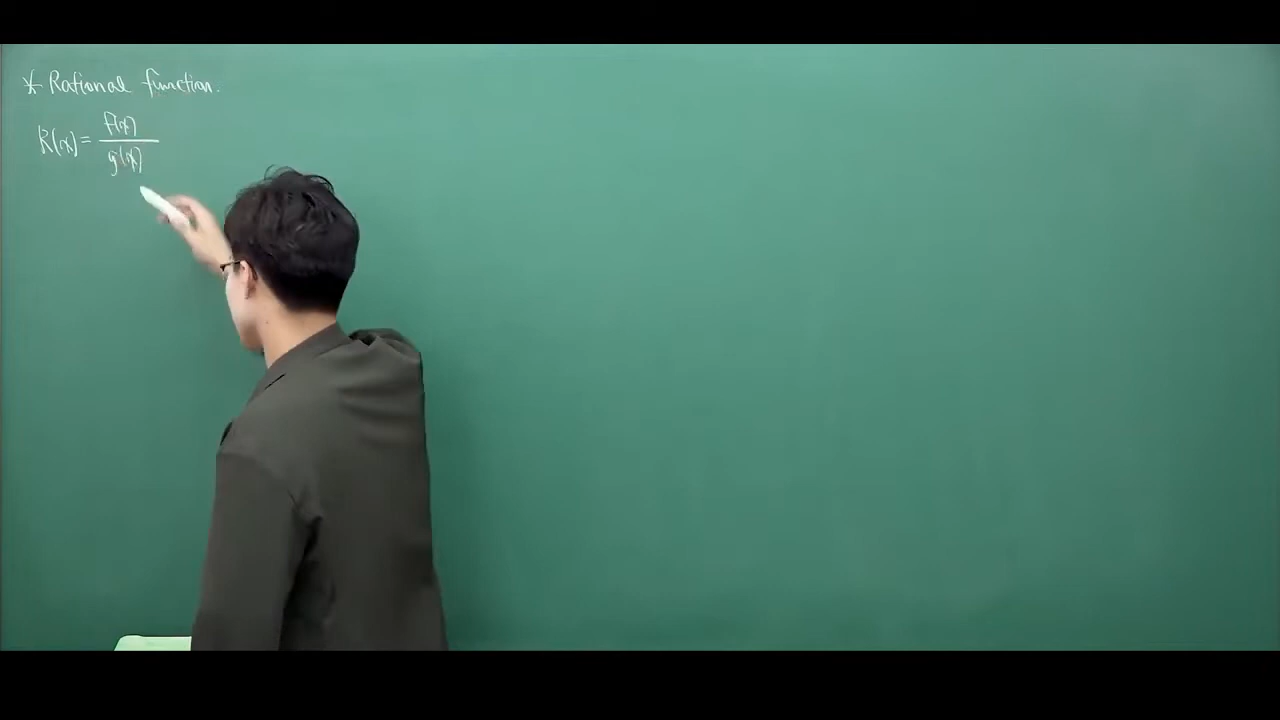 * Rational function.
R(x) = f(x) / g(x)